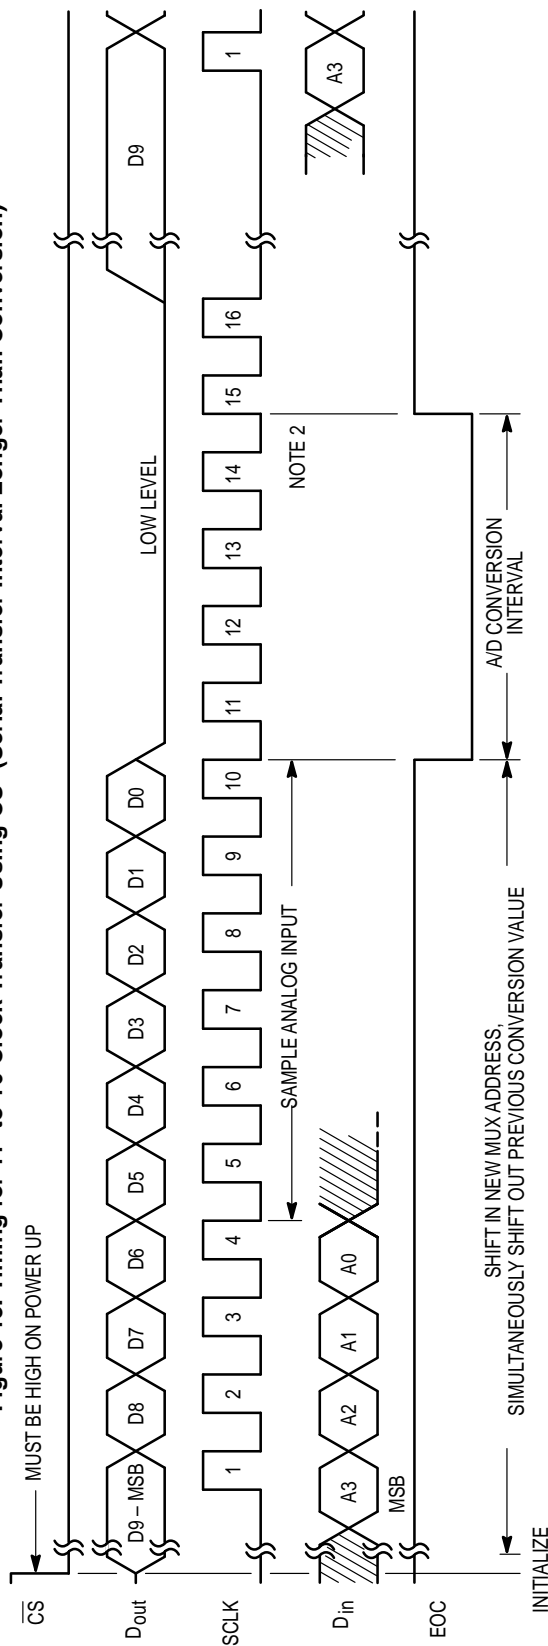 Figure Timing for to Clock Transfer Using (Serial Transfer Interval Longer Than Conversion)
MUST BE HIGH ON POWER UP
CS
Dout
D9 – MSB D8 D7 D6 D5 D4 D3 D2 D1 D0 LOW LEVEL D9
SCLK
1 2 3 4 5 6 7 8 9 10 11 12 13 14 15 16 1
SAMPLE ANALOG INPUT
NOTE 2
Din
A3 A2 A1 A0 A3
MSB
EOC
SHIFT IN NEW MUX ADDRESS,
SIMULTANEOUSLY SHIFT OUT PREVIOUS CONVERSION VALUE
A/D CONVERSION
INTERVAL
INITIALIZE